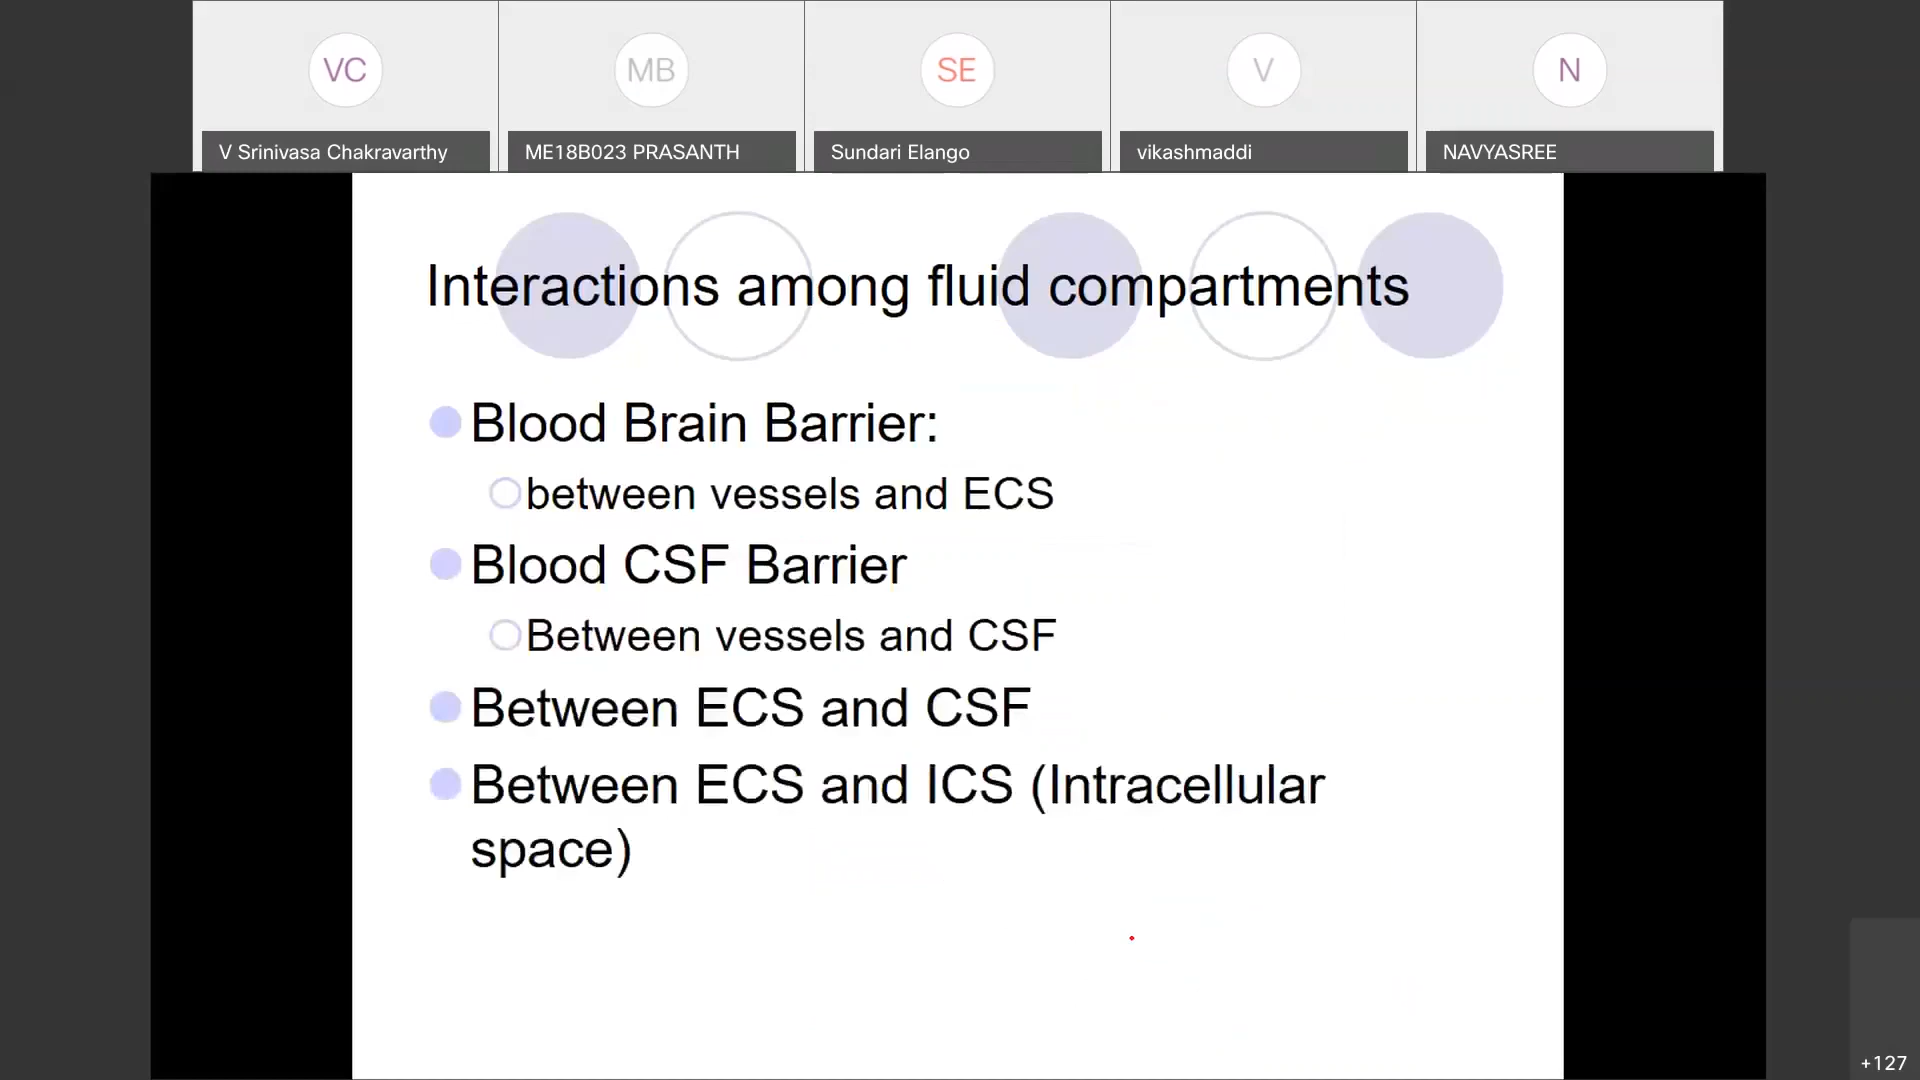 VC
MB
SE
V
N
V Srinivasa Chakravarthy
ME18B023 PRASANTH
Sundari Elango
vikashmaddi
NAVYASREE
Interactions among fluid compartments
Blood Brain Barrier:
between vessels and ECS
Blood CSF Barrier
Between vessels and CSF
Between ECS and CSF
Between ECS and ICS (Intracellular
space)
+127